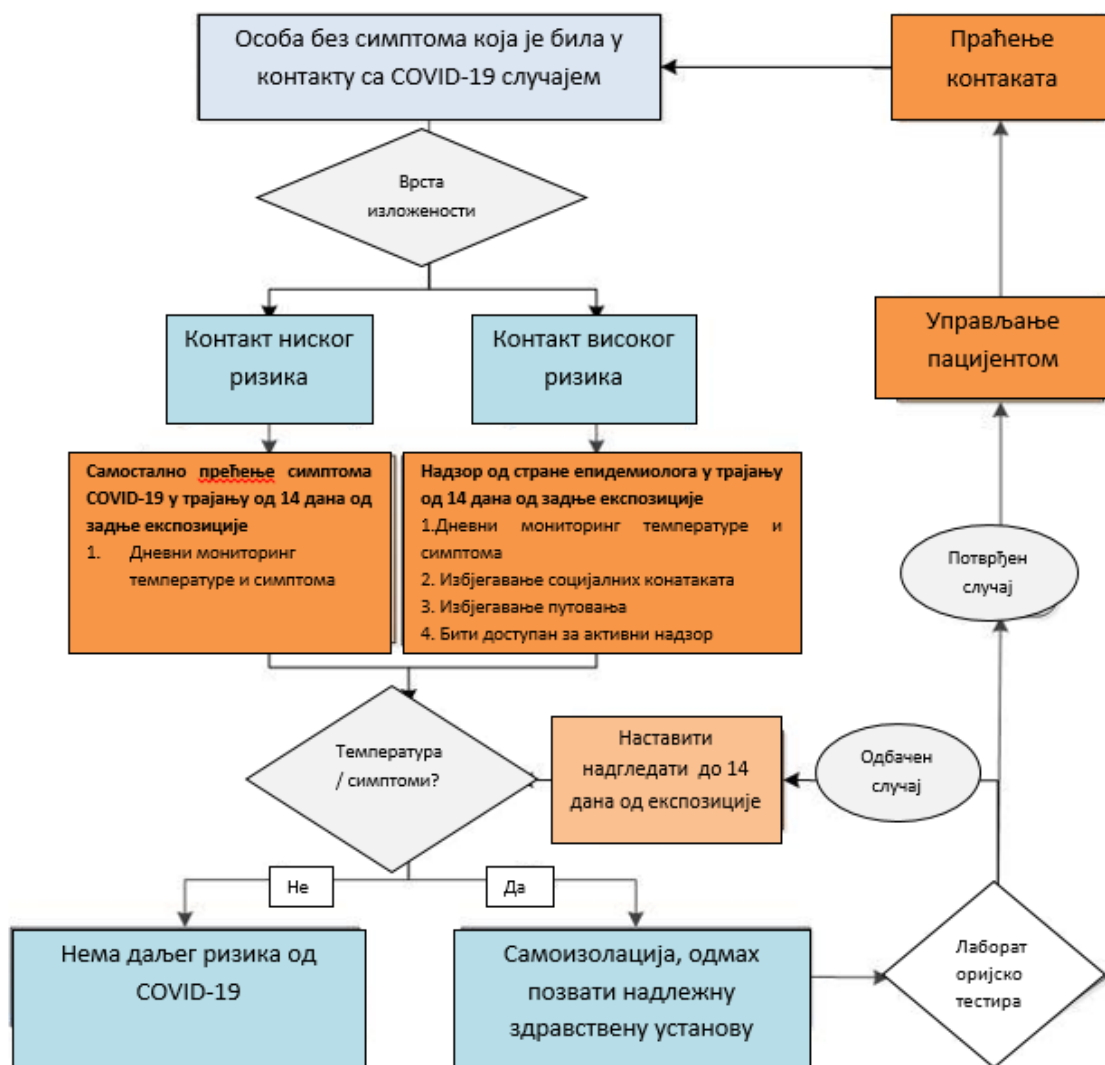 Особа без симптома која је била у
контакту са COVID-19 случајем
Праћење
контаката
Врста
изложености
Контакт ниског
ризика
Контакт високог
ризика
Управљање
пацијентом
Самостално прећење симптома
COVID-19 у трајању од 14 дана од
задње експозиције
1. Дневни мониторинг
температуре и симптома
Надзор од стране епидемиолога у трајању
од 14 дана од задње експозиције
1.Дневни мониторинг температуре и
симптома
2. Избјегавање социјалних конатаката
3. Избјегавање путовања
4. Бити доступан за активни надзор
Потврђен
случај
Температура
/ симптоми?
Наставити
надгледати до 14
дана од експозиције
Одбачен
случај
Не
Да
Нема даљег ризика од
COVID-19
Самоизолација, одмах
позвати надлежну
здравствену установу
Лаборат
оријско
тестира